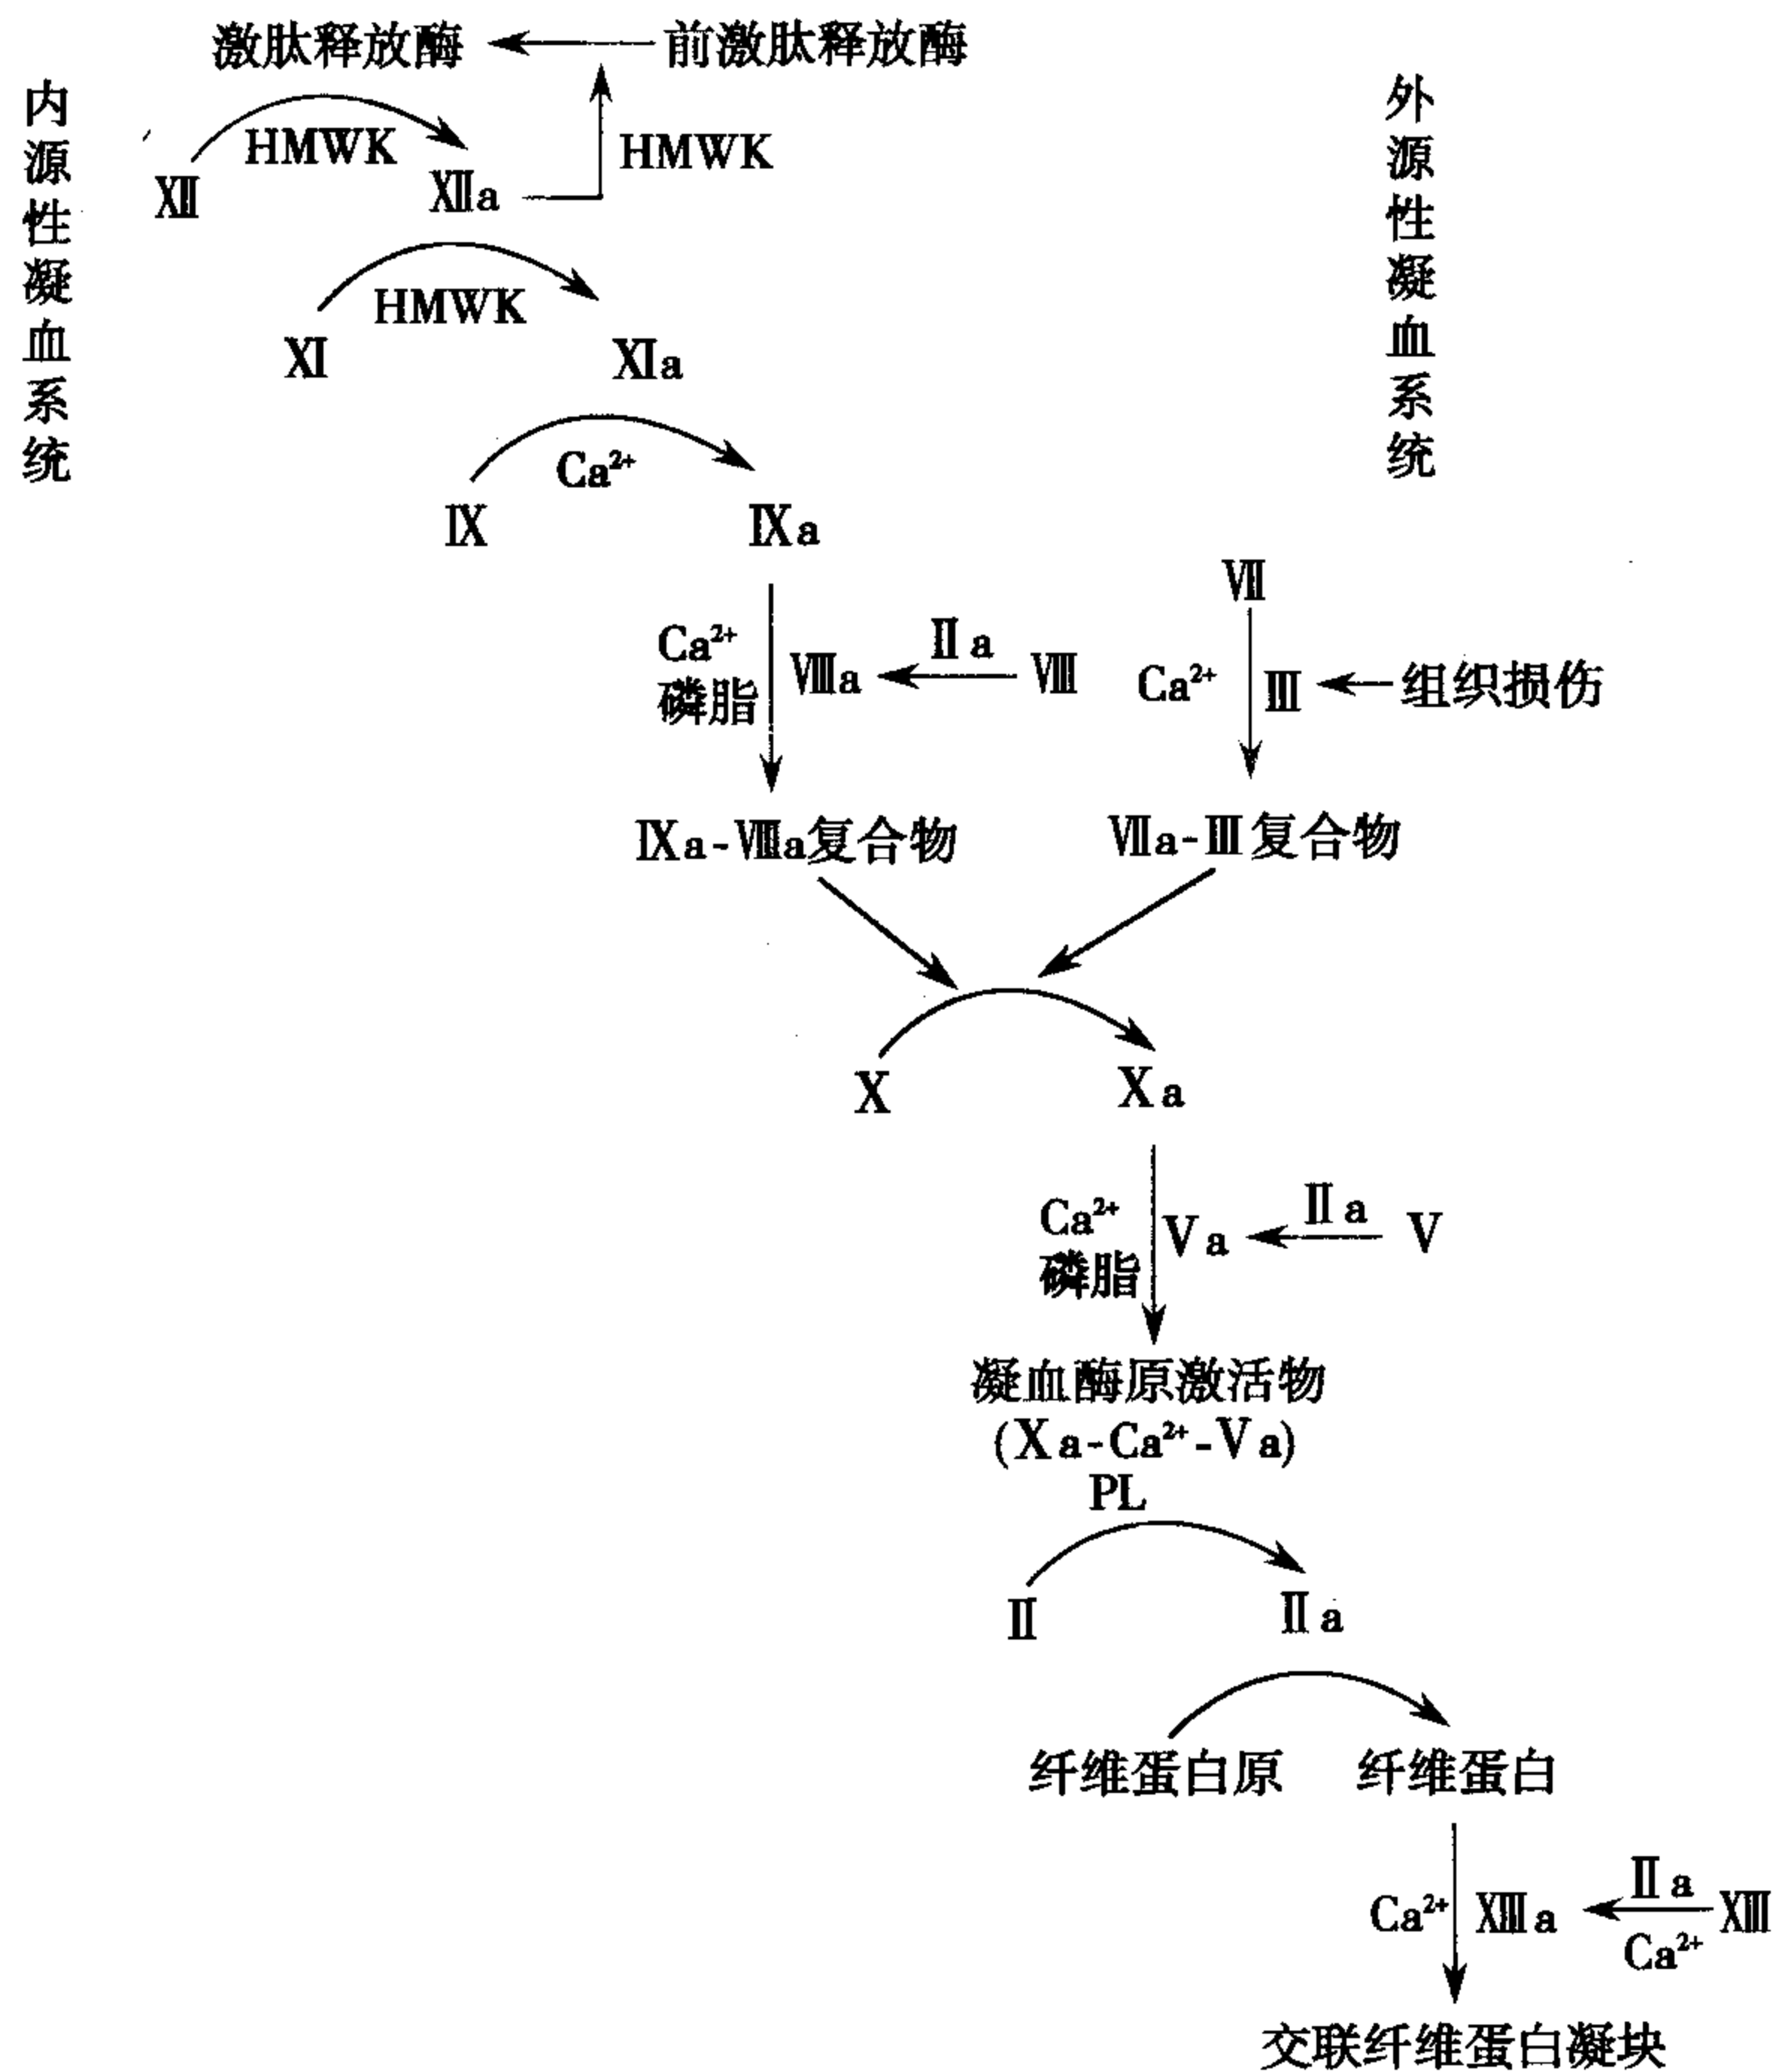 激肽释放酶
前激肽释放酶
内源性凝血系统
外源性凝血系统
HMWK
HMWK
Ⅻ
Ⅻa
HMWK
Ⅺ
Ⅺa
Ca²⁺
Ⅸ
Ⅸa
Ⅶ
Ca²⁺
磷脂
Ⅷa
Ⅱa
Ⅷ
Ca²⁺
Ⅲ
组织损伤
Ⅸa-Ⅷa复合物
Ⅶa-Ⅲ复合物
Ⅹ
Ⅹa
Ca²⁺
磷脂
Ⅴa
Ⅱa
Ⅴ
凝血酶原激活物
(Ⅹa-Ca²⁺-Ⅴa)
PL
Ⅱ
Ⅱa
纤维蛋白原
纤维蛋白
Ca²⁺
ⅩⅢa
Ⅱa
Ca²⁺
ⅩⅢ
交联纤维蛋白凝块